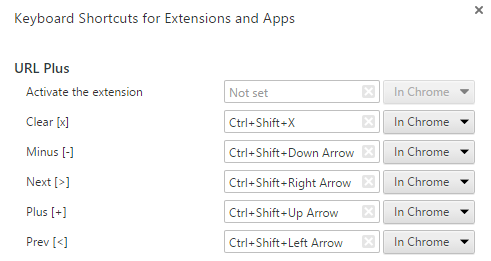 Keyboard Shortcuts for Extensions and Apps
URL Plus
Activate the extension Not set In Chrome
Clear [x] Ctrl+Shift+X In Chrome
Minus [-] Ctrl+Shift+Down Arrow In Chrome
Next [>] Ctrl+Shift+Right Arrow In Chrome
Plus [+] Ctrl+Shift+Up Arrow In Chrome
Prev [<] Ctrl+Shift+Left Arrow In Chrome